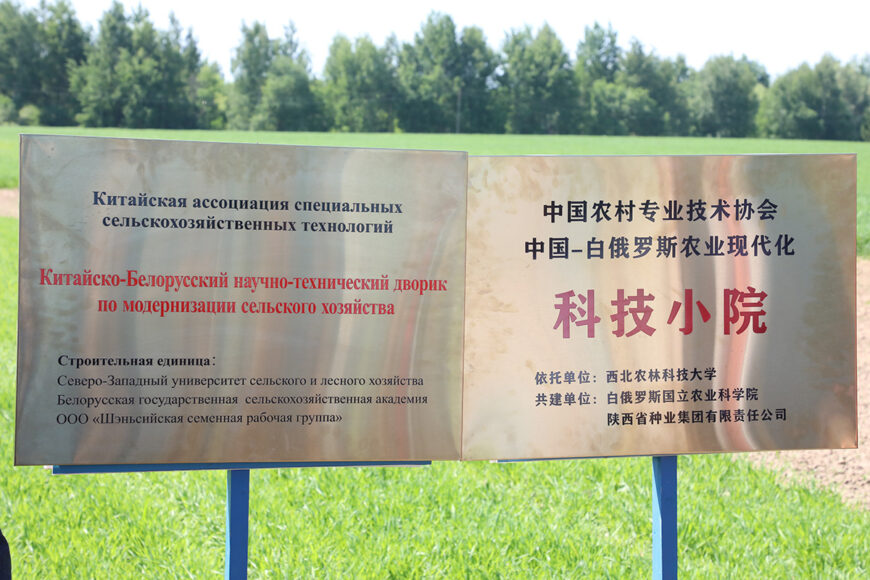 Китайская ассоциация специальных
сельскохозяйственных технологий
Китайско-Белорусский научно-технический дворик
по модернизации сельского хозяйства
Строительная единица:
Северо-Западный университет сельского и лесного хозяйства
Белорусская государственная сельскохозяйственная академия
ООО «Шэньсийская семенная рабочая группа»
中国农村专业技术协会
中国-白俄罗斯农业现代化
科技小院
依托单位：西北农林科技大学
共建单位：白俄罗斯国立农业科学院
陕西省种业集团有限责任公司